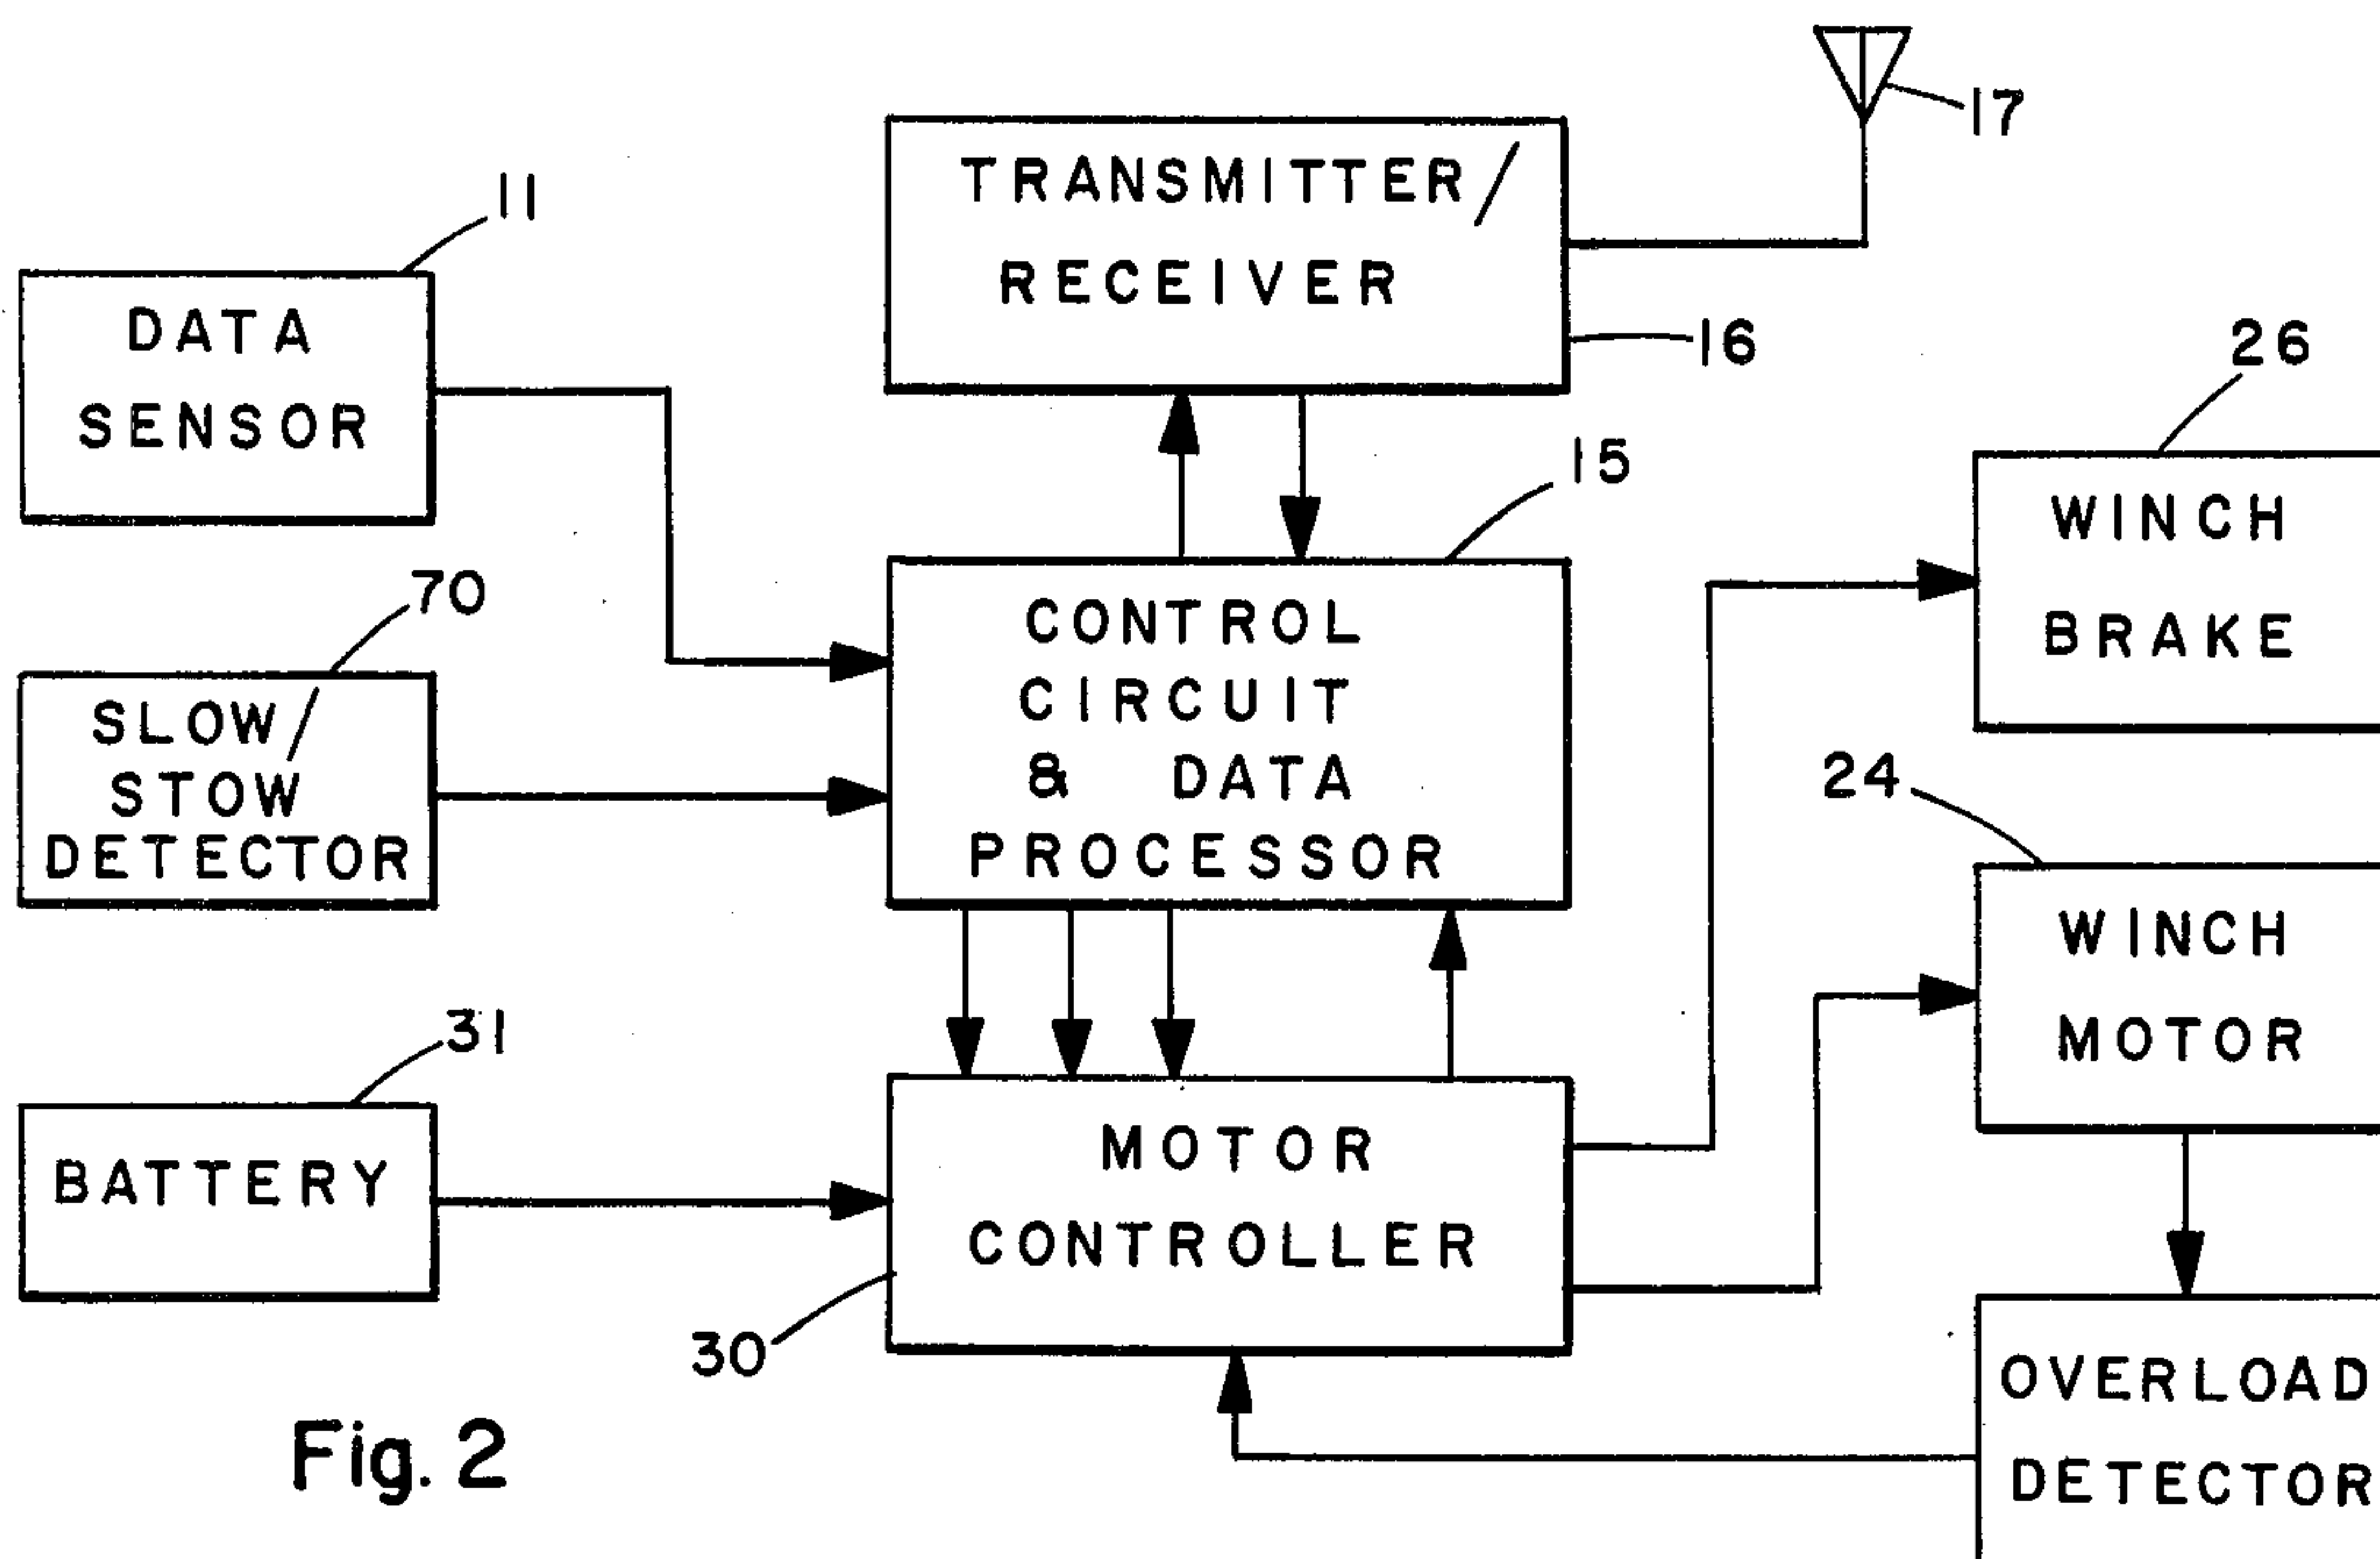 17
TRANSMITTER/
RECEIVER
16
11
DATA
SENSOR
26
WINCH
BRAKE
15
CONTROL
CIRCUIT
& DATA
PROCESSOR
70
SLOW/
STOW
DETECTOR
24
WINCH
MOTOR
31
BATTERY
MOTOR
CONTROLLER
30
OVERLOAD
DETECTOR
Fig. 2